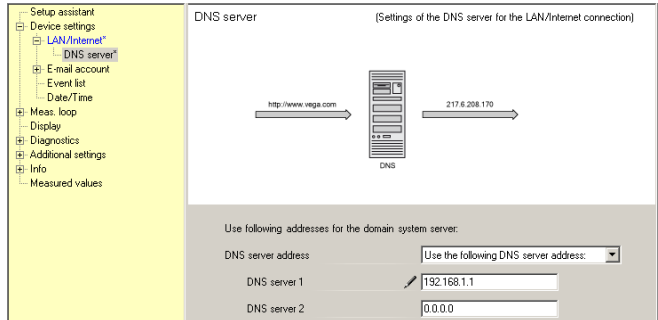 Setup assistant
Device settings
LAN/Internet*
DNS server*
E-mail account
Event list
Date/Time
Meas. loop
Display
Diagnostics
Additional settings
Info
Measured values
DNS server
(Settings of the DNS server for the LAN/Internet connection)
http://www.vega.com
217.6.208.170
DNS
Use following addresses for the domain system server:
DNS server address
Use the following DNS server address:
DNS server 1
192.168.1.1
DNS server 2
0.0.0.0